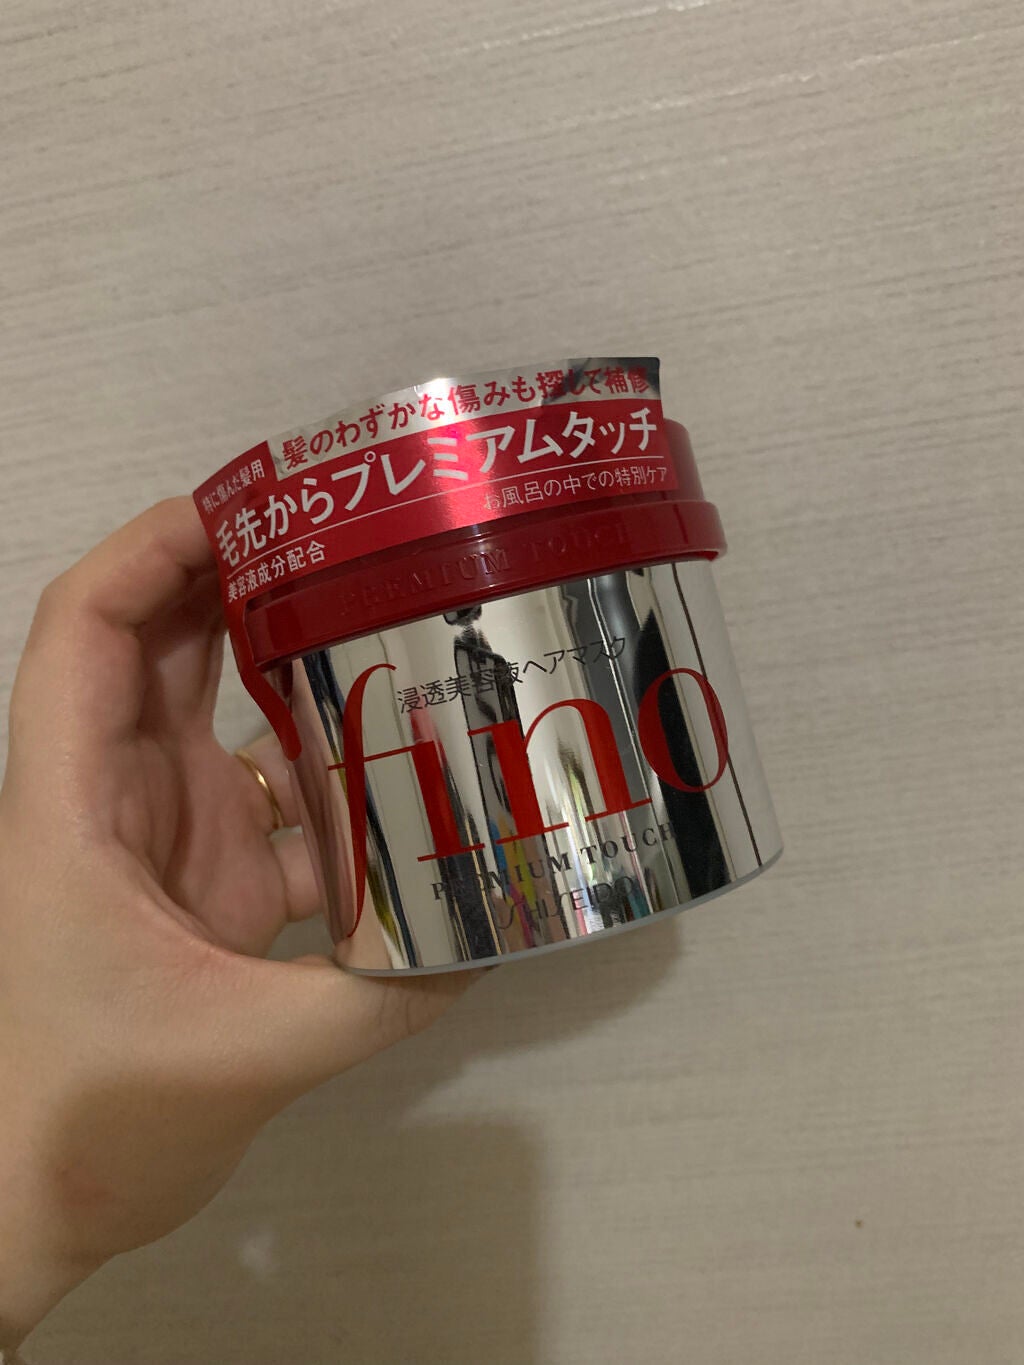 髪のわずかな傷みも探して補修
特に傷んだ髪用
毛先からプレミアムタッチ
美容液成分配合
お風呂の中での特別ケア
PREMIUM TOUCH
浸透美容液ヘアマスク
fino
PREMIUM TOUCH
SHISEIDO